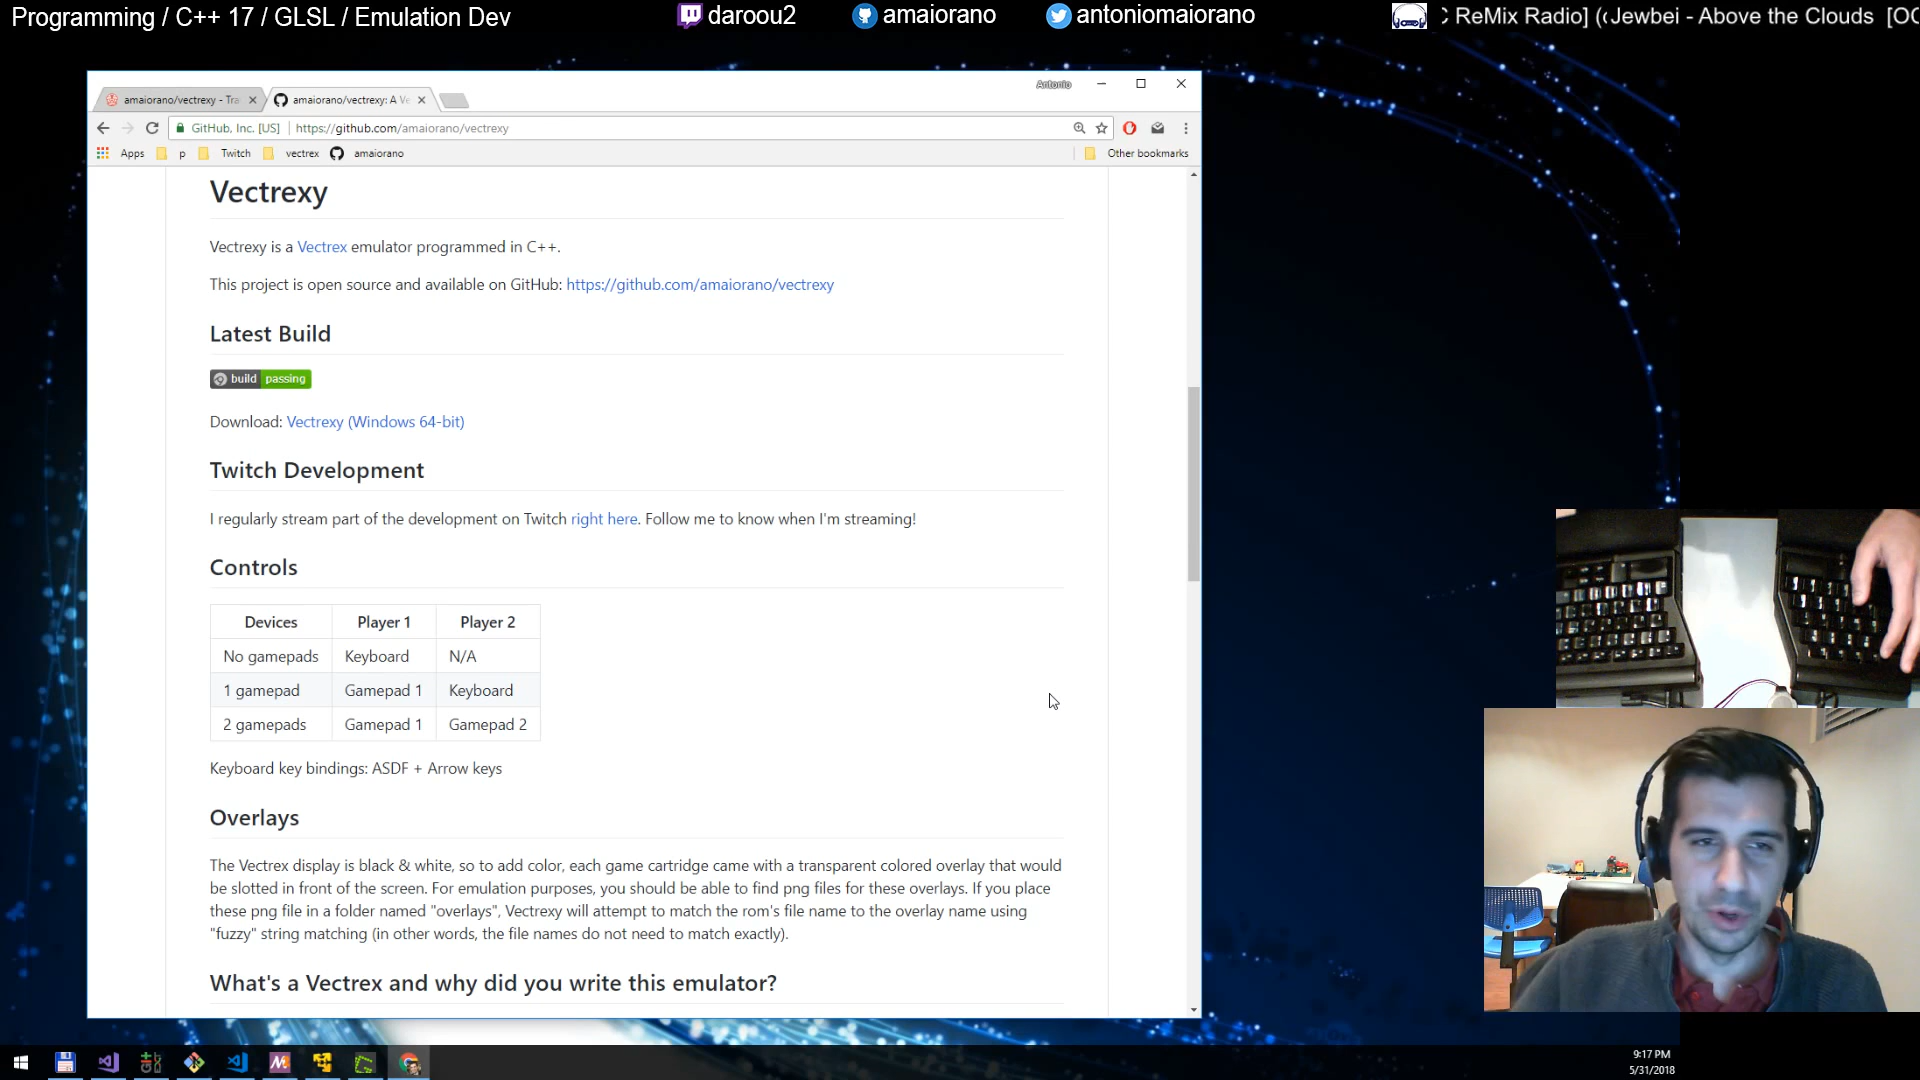 Programming / C++ 17 / GLSL / Emulation Dev
daroou2
amaiorano
antoniomaiorano
ReMix Radio] (
Jewbei - Above the Clouds [OC
Antonio
amaiorano/vectrexy - Tra
amaiorano/vectrexy: A Ve
GitHub, Inc. [US]
https://github.com/amaiorano/vectrexy
Apps
p
Twitch
vectrex
amaiorano
Other bookmarks
Vectrexy
Vectrexy is a Vectrex emulator programmed in C++.
This project is open source and available on GitHub: https://github.com/amaiorano/vectrexy
Latest Build
build passing
Download: Vectrexy (Windows 64-bit)
Twitch Development
I regularly stream part of the development on Twitch right here. Follow me to know when I'm streaming!
Controls
Devices Player 1 Player 2
No gamepads Keyboard N/A
1 gamepad Gamepad 1 Keyboard
2 gamepads Gamepad 1 Gamepad 2
Keyboard key bindings: ASDF + Arrow keys
Overlays
The Vectrex display is black & white, so to add color, each game cartridge came with a transparent colored overlay that would
be slotted in front of the screen. For emulation purposes, you should be able to find png files for these overlays. If you place
these png file in a folder named "overlays", Vectrexy will attempt to match the rom's file name to the overlay name using
"fuzzy" string matching (in other words, the file names do not need to match exactly).
What's a Vectrex and why did you write this emulator?
9:17 PM
5/31/2018